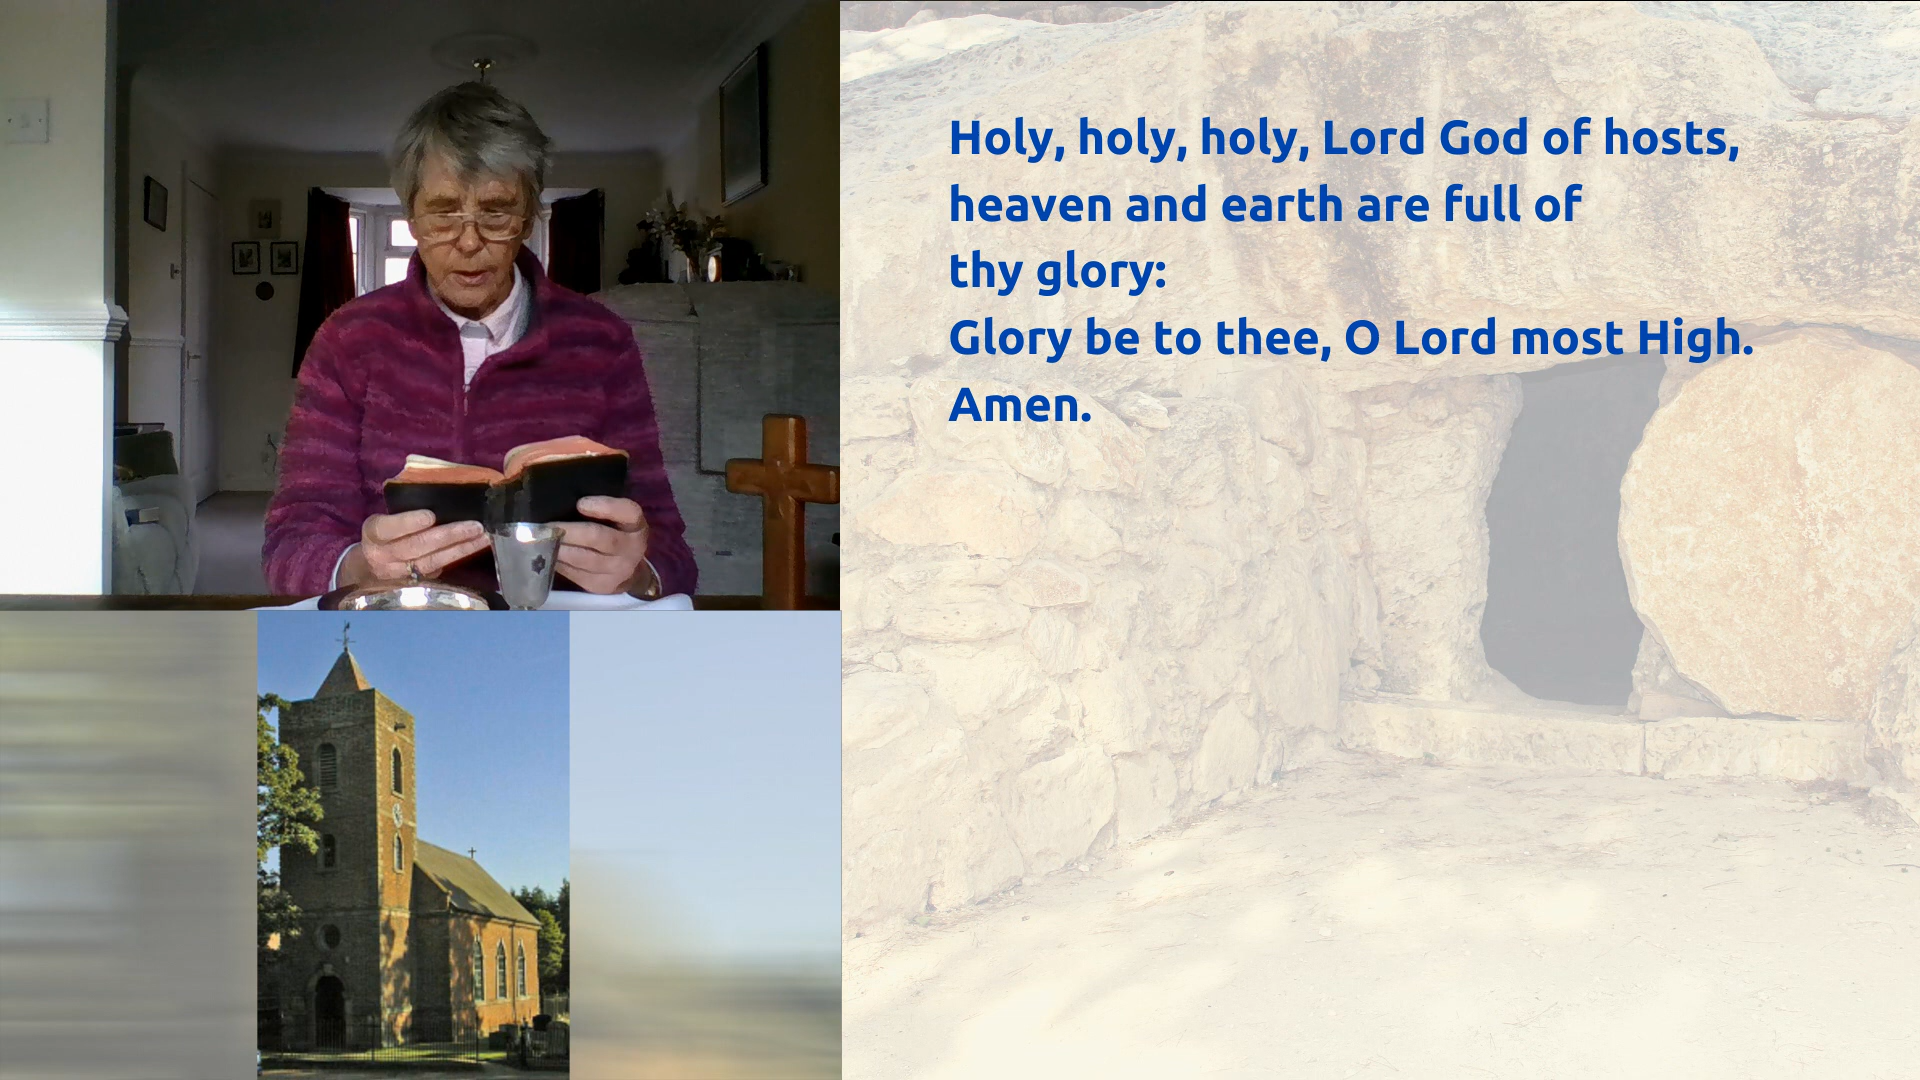 Holy, holy, holy, Lord God of hosts,
heaven and earth are full of
thy glory:
Glory be to thee, O Lord most High.
Amen.